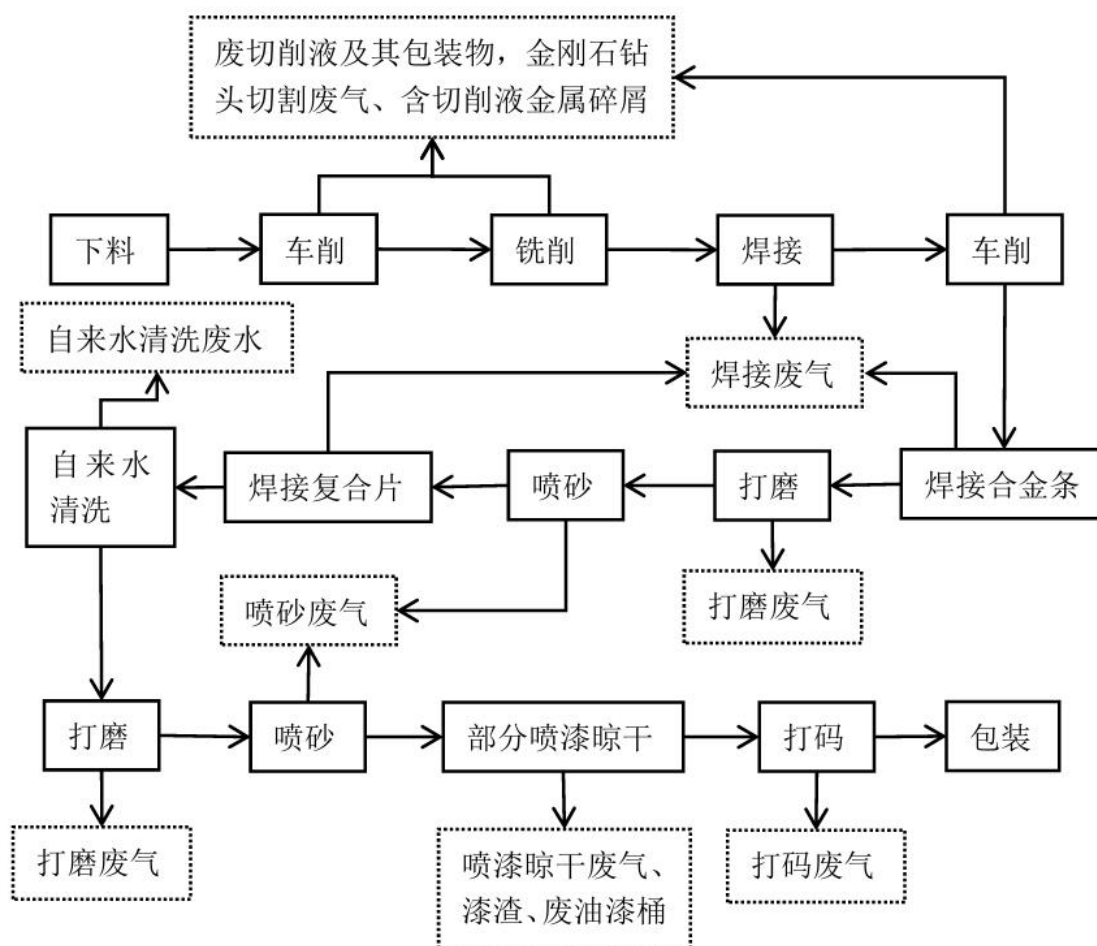 废切削液及其包装物，金刚石钻
头切割废气、含切削液金属碎屑
下料
车削
铣削
焊接
车削
自来水清洗废水
焊接废气
自来水
清洗
焊接复合片
喷砂
打磨
焊接合金条
喷砂废气
打磨废气
打磨
喷砂
部分喷漆晾干
打码
包装
打磨废气
喷漆晾干废气、
漆渣、废油漆桶
打码废气